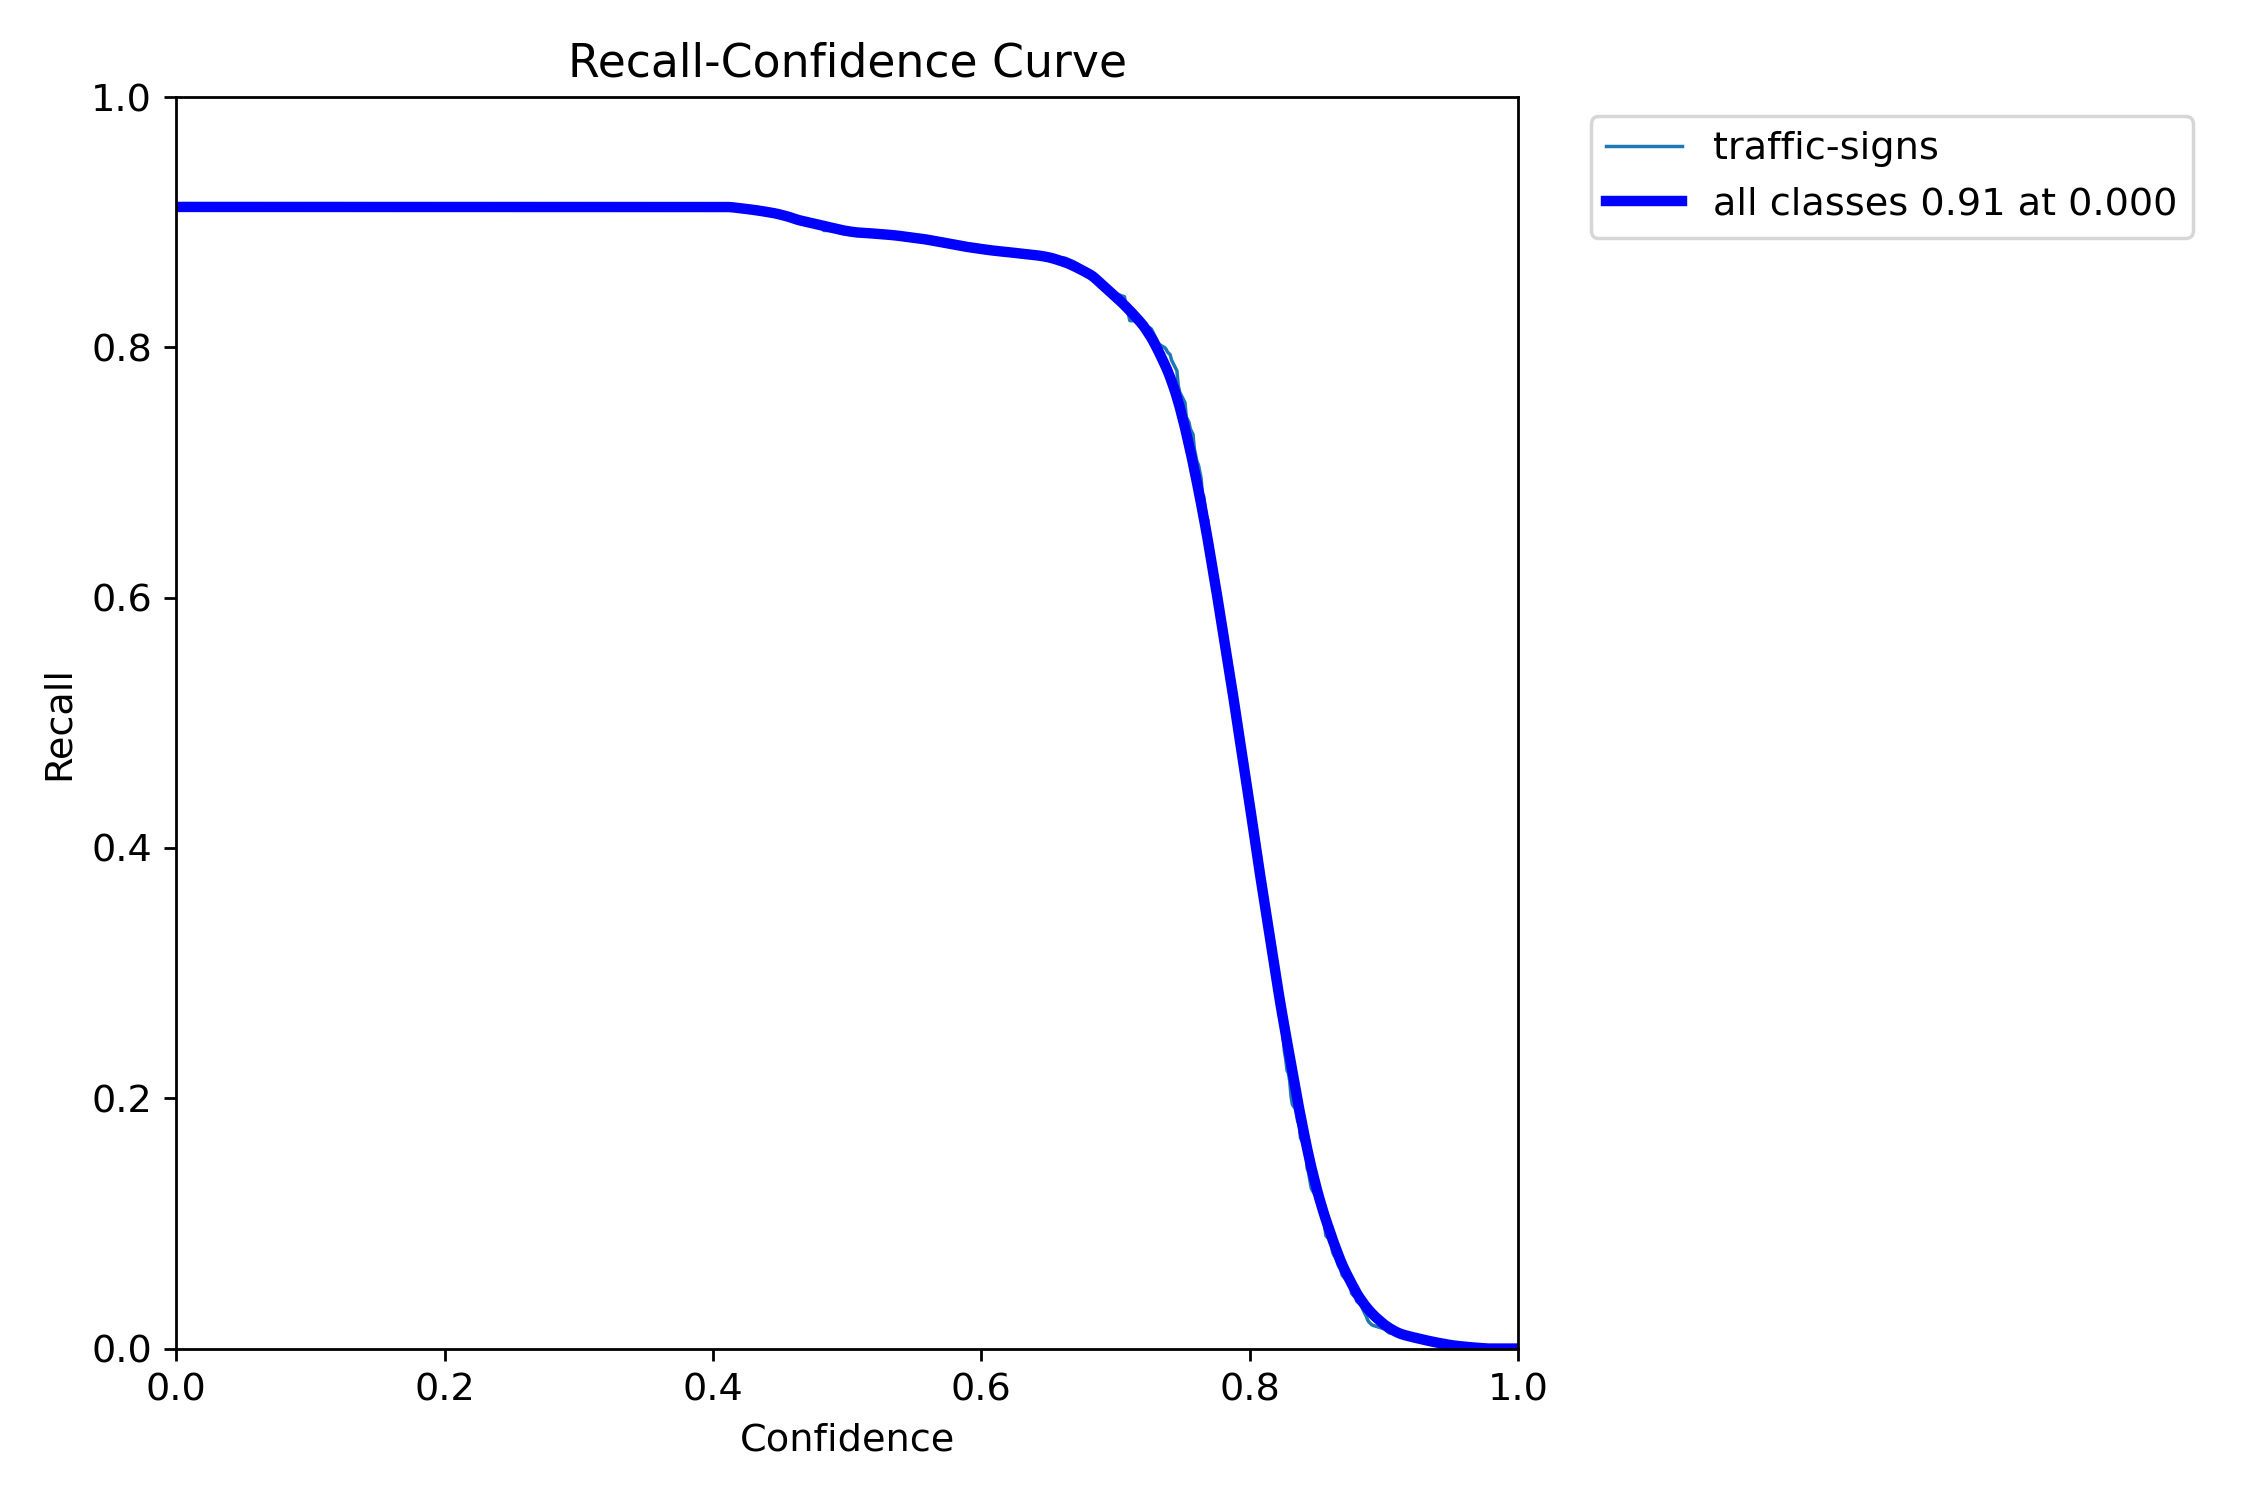 Recall-Confidence Curve
1.0
0.8
0.6
0.4
0.2
0.0
Recall
0.0 0.2 0.4 0.6 0.8 1.0
Confidence
traffic-signs
all classes 0.91 at 0.000